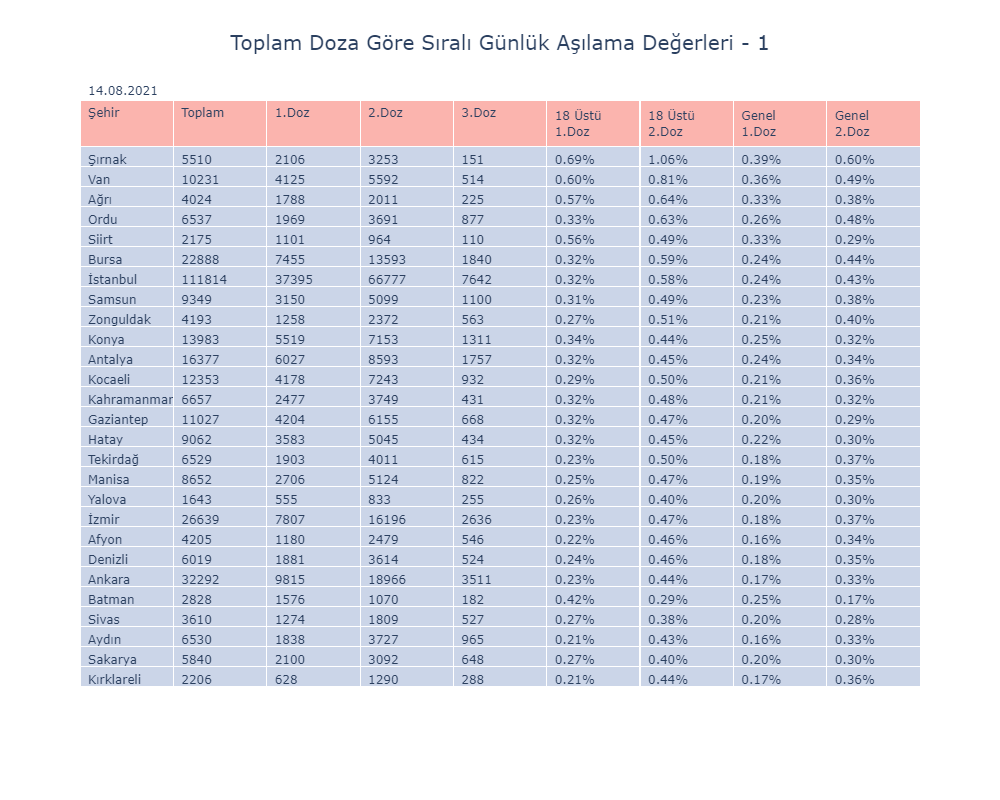 Toplam Doza Göre Sıralı Günlük Aşılama Değerleri - 1
14.08.2021
Şehir Toplam 1.Doz 2.Doz 3.Doz 18 Üstü 1.Doz 18 Üstü 2.Doz Genel 1.Doz Genel 2.Doz
Şırnak 5510 2106 3253 151 0.69% 1.06% 0.39% 0.60%
Van 10231 4125 5592 514 0.60% 0.81% 0.36% 0.49%
Ağrı 4024 1788 2011 225 0.57% 0.64% 0.33% 0.38%
Ordu 6537 1969 3691 877 0.33% 0.63% 0.26% 0.48%
Siirt 2175 1101 964 110 0.56% 0.49% 0.33% 0.29%
Bursa 22888 7455 13593 1840 0.32% 0.59% 0.24% 0.44%
İstanbul 111814 37395 66777 7642 0.32% 0.58% 0.24% 0.43%
Samsun 9349 3150 5099 1100 0.31% 0.49% 0.23% 0.38%
Zonguldak 4193 1258 2372 563 0.27% 0.51% 0.21% 0.40%
Konya 13983 5519 7153 1311 0.34% 0.44% 0.25% 0.32%
Antalya 16377 6027 8593 1757 0.32% 0.45% 0.24% 0.34%
Kocaeli 12353 4178 7243 932 0.29% 0.50% 0.21% 0.36%
Kahramanmar 6657 2477 3749 431 0.32% 0.48% 0.21% 0.32%
Gaziantep 11027 4204 6155 668 0.32% 0.47% 0.20% 0.29%
Hatay 9062 3583 5045 434 0.32% 0.45% 0.22% 0.30%
Tekirdağ 6529 1903 4011 615 0.23% 0.50% 0.18% 0.37%
Manisa 8652 2706 5124 822 0.25% 0.47% 0.19% 0.35%
Yalova 1643 555 833 255 0.26% 0.40% 0.20% 0.30%
İzmir 26639 7807 16196 2636 0.23% 0.47% 0.18% 0.37%
Afyon 4205 1180 2479 546 0.22% 0.46% 0.16% 0.34%
Denizli 6019 1881 3614 524 0.24% 0.46% 0.18% 0.35%
Ankara 32292 9815 18966 3511 0.23% 0.44% 0.17% 0.33%
Batman 2828 1576 1070 182 0.42% 0.29% 0.25% 0.17%
Sivas 3610 1274 1809 527 0.27% 0.38% 0.20% 0.28%
Aydın 6530 1838 3727 965 0.21% 0.43% 0.16% 0.33%
Sakarya 5840 2100 3092 648 0.27% 0.40% 0.20% 0.30%
Kırklareli 2206 628 1290 288 0.21% 0.44% 0.17% 0.36%